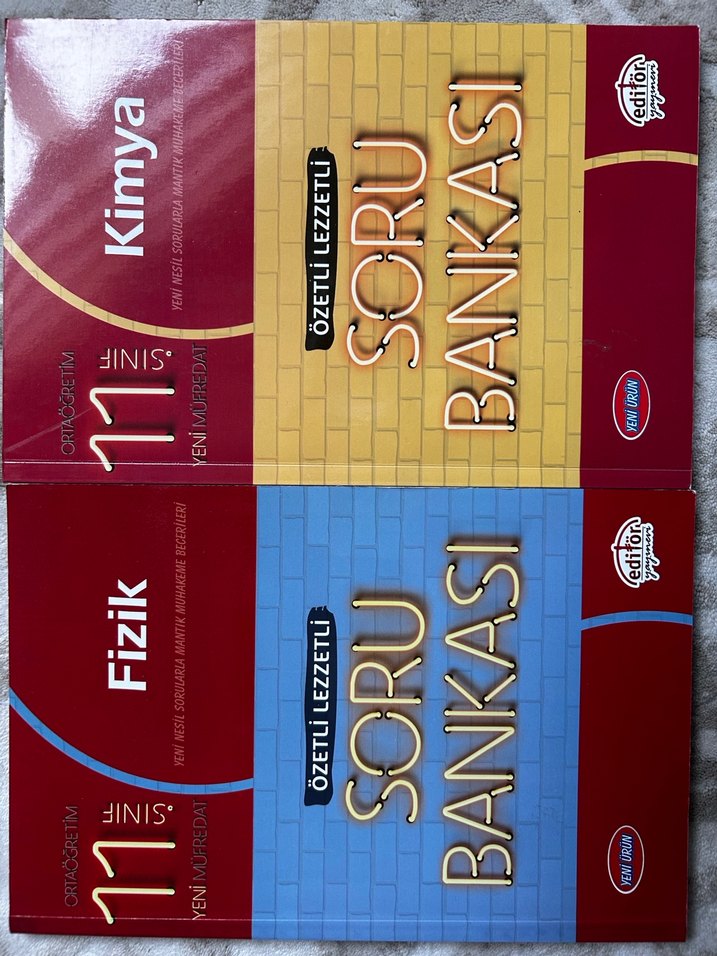 ORTAÖĞRETİM
11.
SINIF
YENİ MÜFREDAT
Kimya
YENİ NESİL SORULARLA MANTIK MUHAKEME BECERİLERİ
ÖZETLİ LEZZETLİ
SORU
BANKASI
YENİ ÜRÜN
editör
yayınevi
ORTAÖĞRETİM
11.
SINIF
YENİ MÜFREDAT
Fizik
YENİ NESİL SORULARLA MANTIK MUHAKEME BECERİLERİ
ÖZETLİ LEZZETLİ
SORU
BANKASI
YENİ ÜRÜN
editör
yayınevi